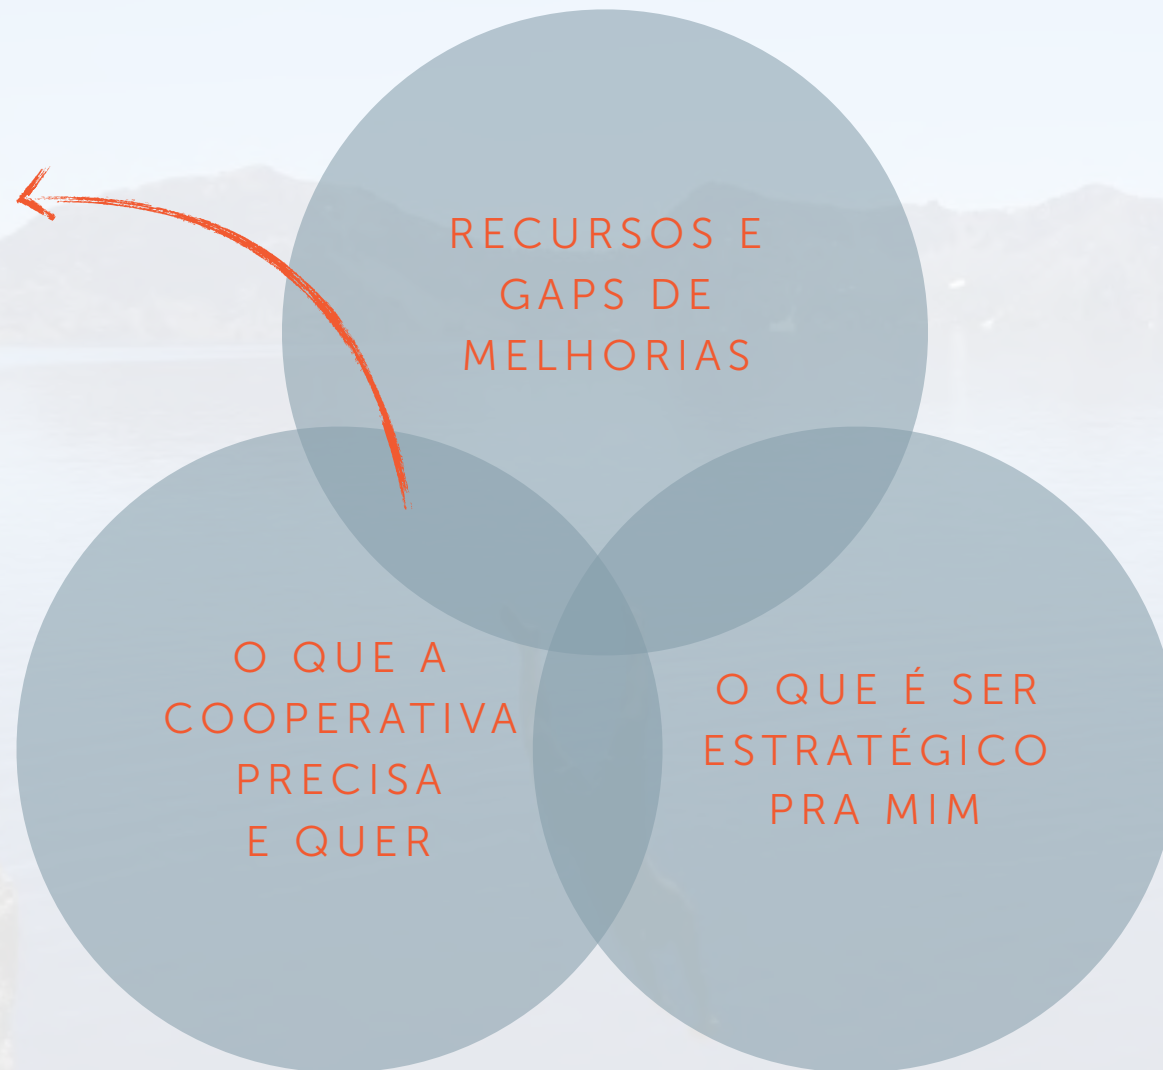 RECURSOS E
GAPS DE
MELHORIAS
O QUE A
COOPERATIVA
PRECISA
E QUER
O QUE É SER
ESTRATÉGICO
PRA MIM